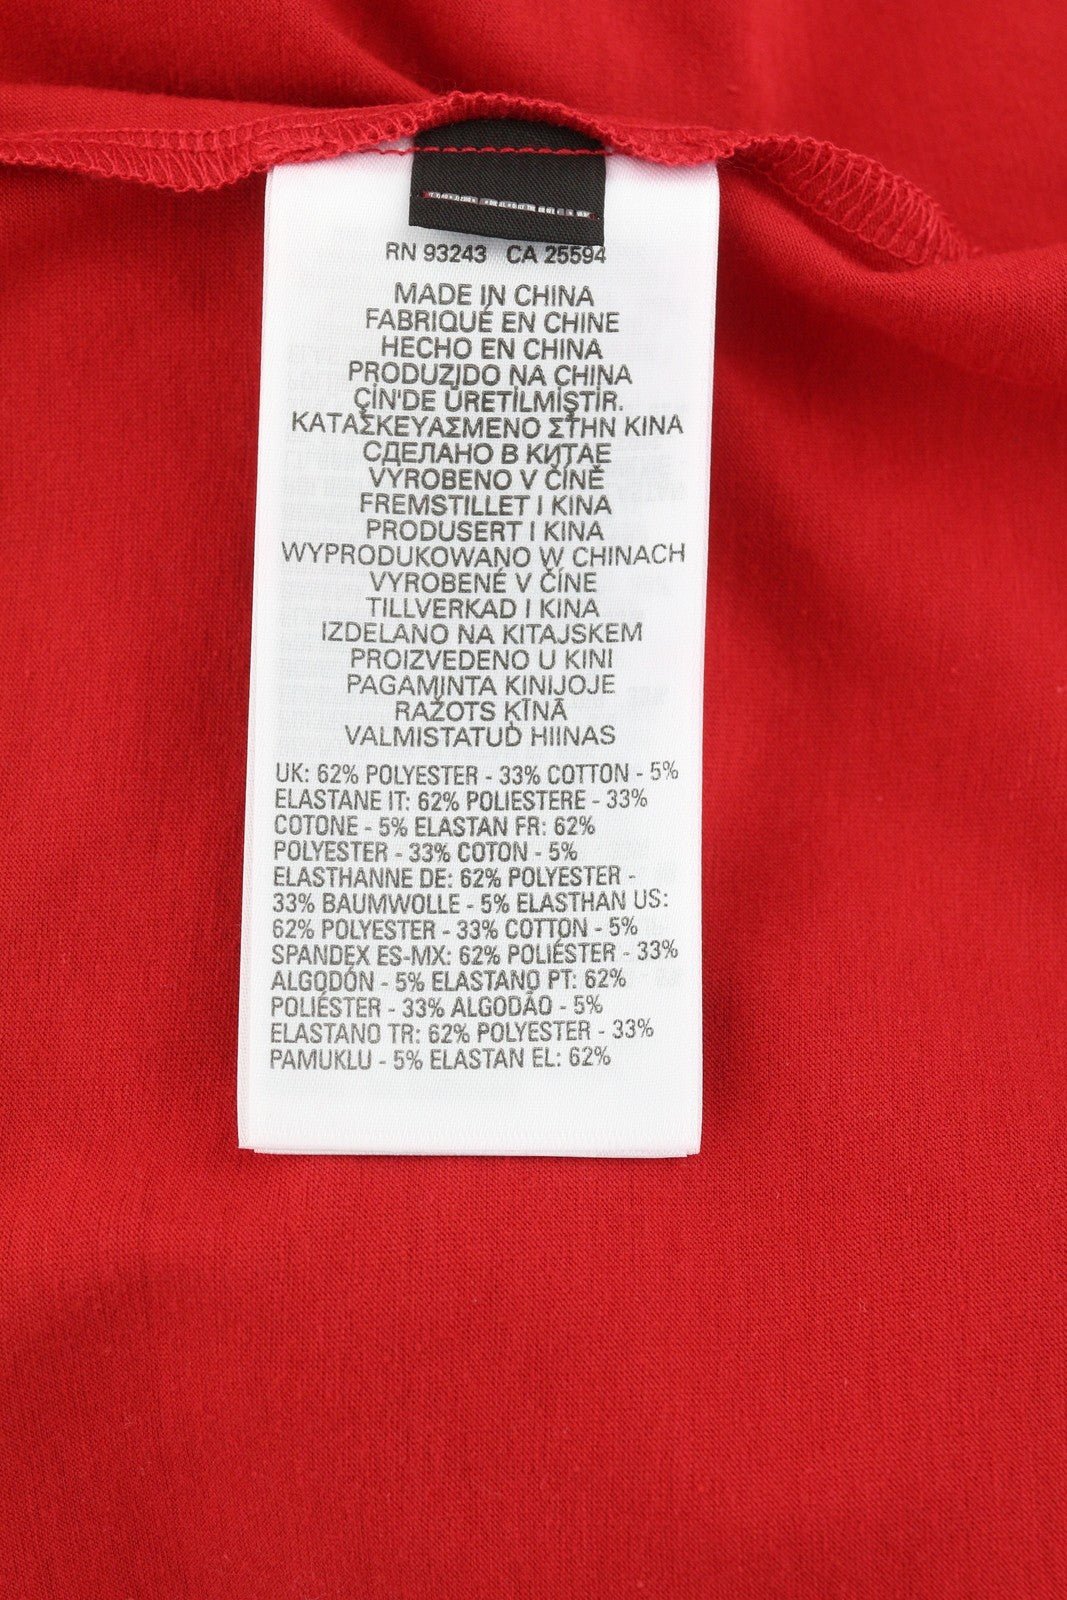 RN 93243 CA 25594
MADE IN CHINA
FABRIQUÉ EN CHINE
HECHO EN CHINA
PRODUZIDO NA CHINA
ÇİN'DE ÜRETİLMİŞTİR.
ΚΑΤΑΣΚΕΥΑΣΜΕΝΟ ΣΤΗΝ ΚΙΝΑ
СДЕЛАНО В КИТАЕ
VYROBENO V ČÍNĚ
FREMSTILLET I KINA
PRODUSERT I KINA
WYPRODUKOWANO W CHINACH
VYROBENÉ V ČÍNE
TILLVERKAD I KINA
IZDELANO NA KITAJSKEM
PROIZVEDENO U KINI
PAGAMINTA KINIJOJE
RAŽOTS ĶĪNĀ
VALMISTATUD HIINAS
UK: 62% POLYESTER - 33% COTTON - 5%
ELASTANE IT: 62% POLIESTERE - 33%
COTONE - 5% ELASTAN FR: 62%
POLYESTER - 33% COTON - 5%
ELASTHANNE DE: 62% POLYESTER -
33% BAUMWOLLE - 5% ELASTHAN US:
62% POLYESTER - 33% COTTON - 5%
SPANDEX ES-MX: 62% POLIÉSTER - 33%
ALGODÓN - 5% ELASTANO PT: 62%
POLIÉSTER - 33% ALGODÃO - 5%
ELASTANO TR: 62% POLYESTER - 33%
PAMUKLU - 5% ELASTAN EL: 62%